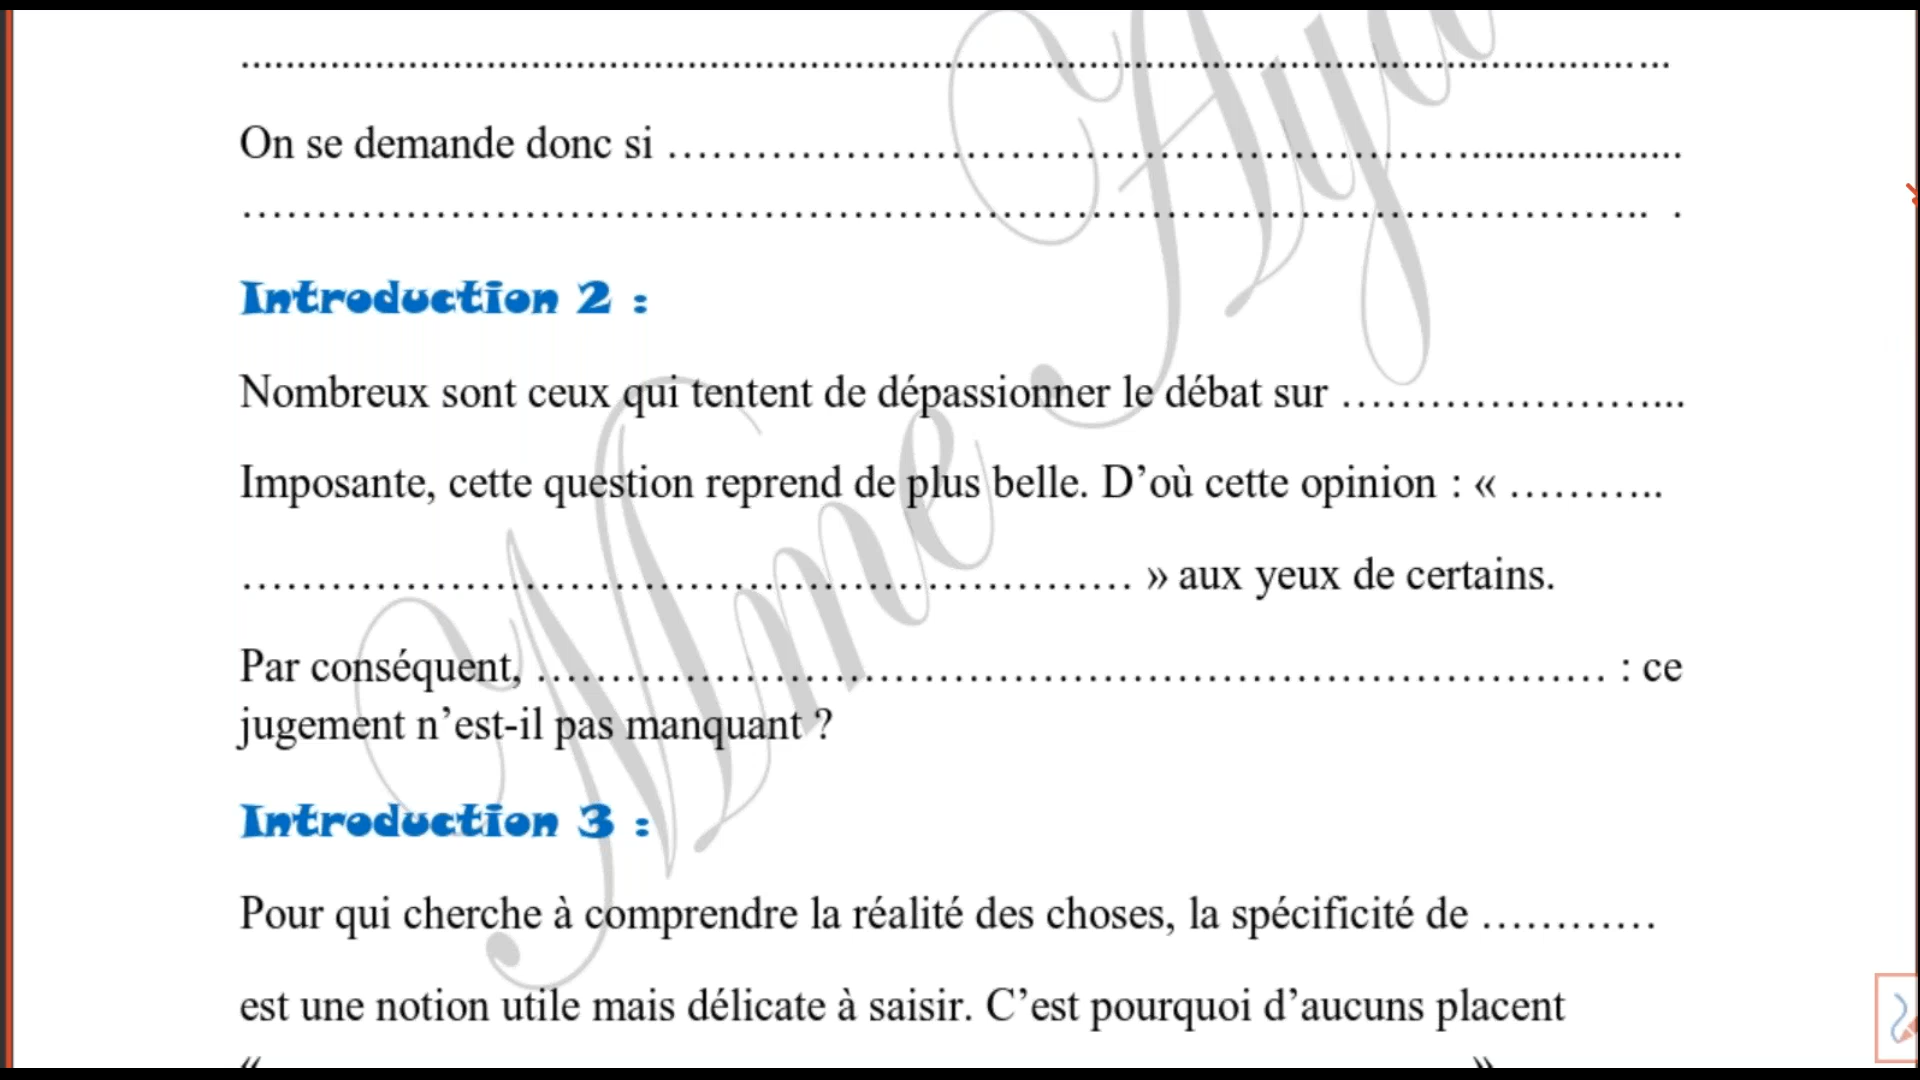 ........................................................................................................................
On se demande donc si ……………………………………………………....................
…………………………………………………………………………………….. .
Introduction 2 :
Nombreux sont ceux qui tentent de dépassionner le débat sur …………………...
Imposante, cette question reprend de plus belle. D’où cette opinion : « ………..
…………………………………………………… » aux yeux de certains.
Par conséquent, ……………………………………………………………… : ce
jugement n’est-il pas manquant ?
Introduction 3 :
Pour qui cherche à comprendre la réalité des choses, la spécificité de …………
est une notion utile mais délicate à saisir. C’est pourquoi d’aucuns placent
« »
Mme Aya